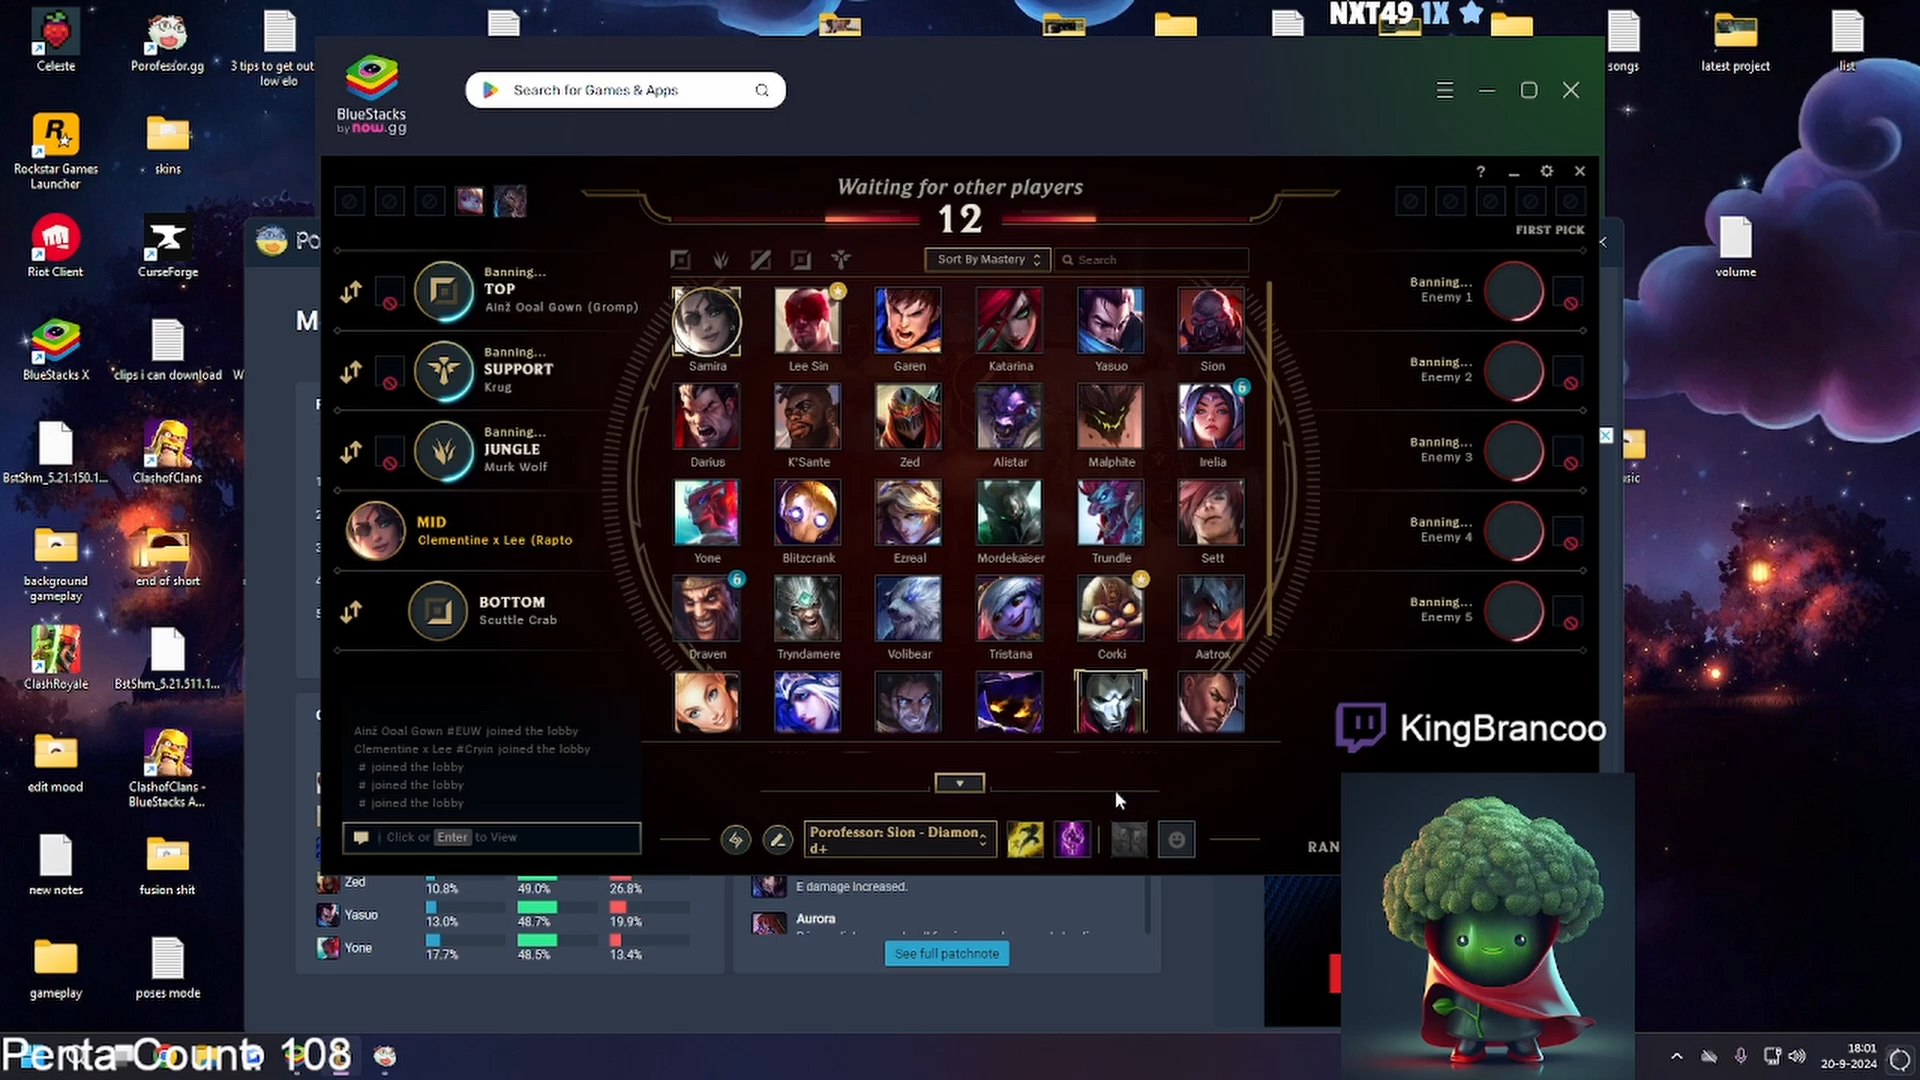 NXT49 1X
Celeste
Porofessor.gg
3 tips to get out
low elo
songs
latest project
list
BlueStacks
by now.gg
Search for Games & Apps
Rockstar Games
Launcher
skins
Riot Client
CurseForge
volume
BlueStacks X
clips i can download
BstShm_5.21.150.1...
ClashofClans
background
gameplay
end of short
ClashRoyale
BstShm_5.21.511.1...
edit mood
ClashofClans -
BlueStacks A...
new notes
fusion shit
gameplay
poses mode
Waiting for other players
12
?
FIRST PICK
Sort By Mastery
Search
Banning...
TOP
Ainž Ooal Gown (Gromp)
Banning...
SUPPORT
Krug
Banning...
JUNGLE
Murk Wolf
MID
Clementine x Lee (Rapto
BOTTOM
Scuttle Crab
Samira
Lee Sin
Garen
Katarina
Yasuo
Sion
Darius
K'Sante
Zed
Alistar
Malphite
6
Irelia
Yone
Blitzcrank
Ezreal
Mordekaiser
Trundle
Sett
6
Draven
Tryndamere
Volibear
Tristana
Corki
Aatrox
Banning...
Enemy 1
Banning...
Enemy 2
Banning...
Enemy 3
Banning...
Enemy 4
Banning...
Enemy 5
Ainž Ooal Gown #EUW joined the lobby
Clementine x Lee #Cryin joined the lobby
# joined the lobby
# joined the lobby
# joined the lobby
Click or Enter to View
Porofessor: Sion - Diamon
d+
RAN
KingBrancoo
Zed
10.8%
49.0%
26.8%
Yasuo
13.0%
48.7%
19.9%
Yone
17.7%
48.5%
13.4%
E damage increased.
Aurora
See full patchnote
Penta Count: 108
18:01
20-9-2024